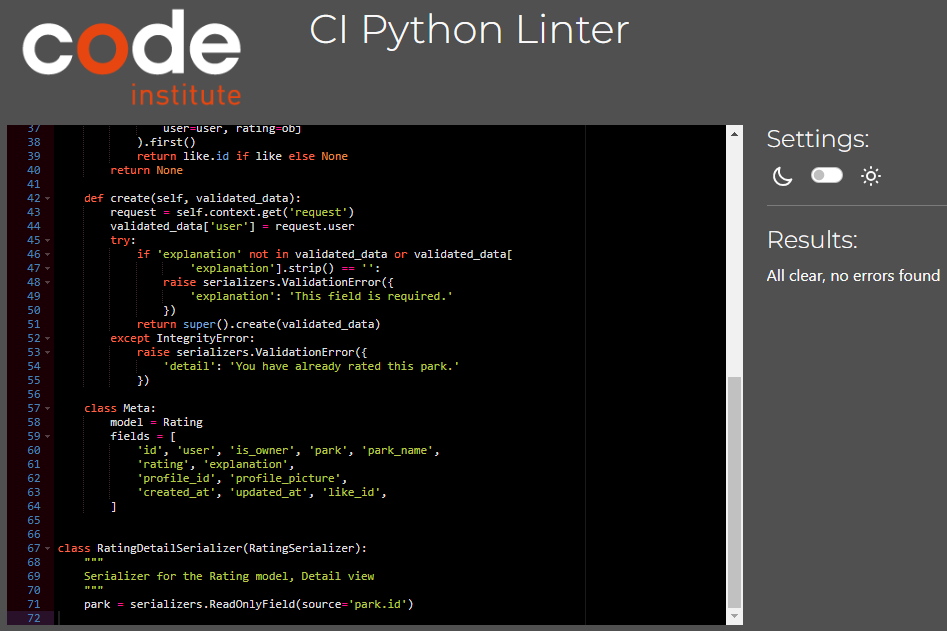 code
institute
CI Python Linter
37 user=user, rating=obj
38 ).first()
39 return like.id if like else None
40 return None
41
42 def create(self, validated_data):
43 request = self.context.get('request')
44 validated_data['user'] = request.user
45 try:
46 if 'explanation' not in validated_data or validated_data[
47 'explanation'].strip() == '':
48 raise serializers.ValidationError({
49 'explanation': 'This field is required.'
50 })
51 return super().create(validated_data)
52 except IntegrityError:
53 raise serializers.ValidationError({
54 'detail': 'You have already rated this park.'
55 })
56
57 class Meta:
58 model = Rating
59 fields = [
60 'id', 'user', 'is_owner', 'park', 'park_name',
61 'rating', 'explanation',
62 'profile_id', 'profile_picture',
63 'created_at', 'updated_at', 'like_id',
64 ]
65
66
67 class RatingDetailSerializer(RatingSerializer):
68 """
69 Serializer for the Rating model, Detail view
70 """
71 park = serializers.ReadOnlyField(source='park.id')
72
Settings:
Results:
All clear, no errors found